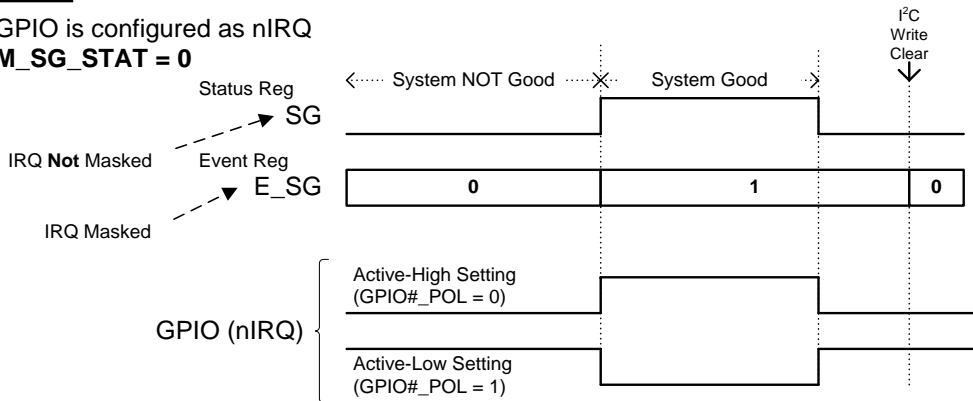 GPIO is configured as nIRQ
M_SG_STAT = 0
I²C
Write
Clear
System NOT Good
System Good
Status Reg
SG
IRQ Not Masked
Event Reg
E_SG
0
1
0
IRQ Masked
Active-High Setting
(GPIO#_POL = 0)
GPIO (nIRQ)
Active-Low Setting
(GPIO#_POL = 1)